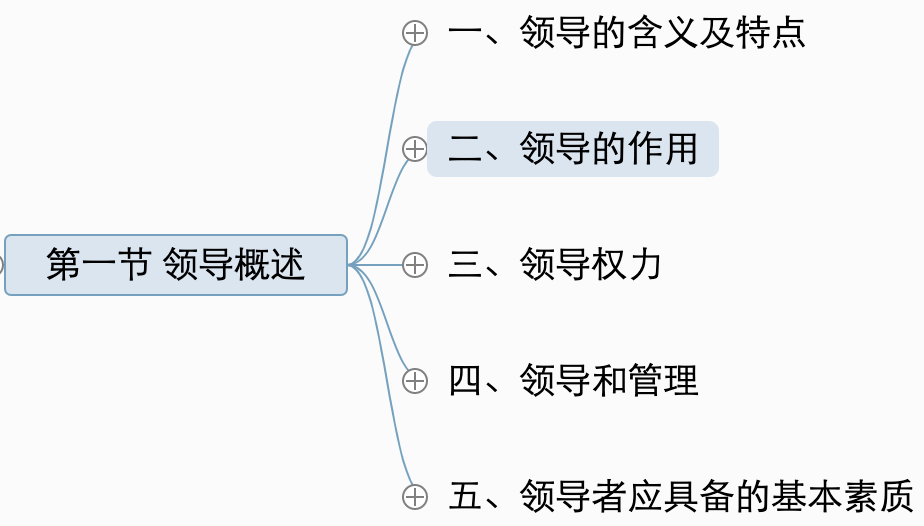 第一节 领导概述
一、领导的含义及特点
二、领导的作用
三、领导权力
四、领导和管理
五、领导者应具备的基本素质